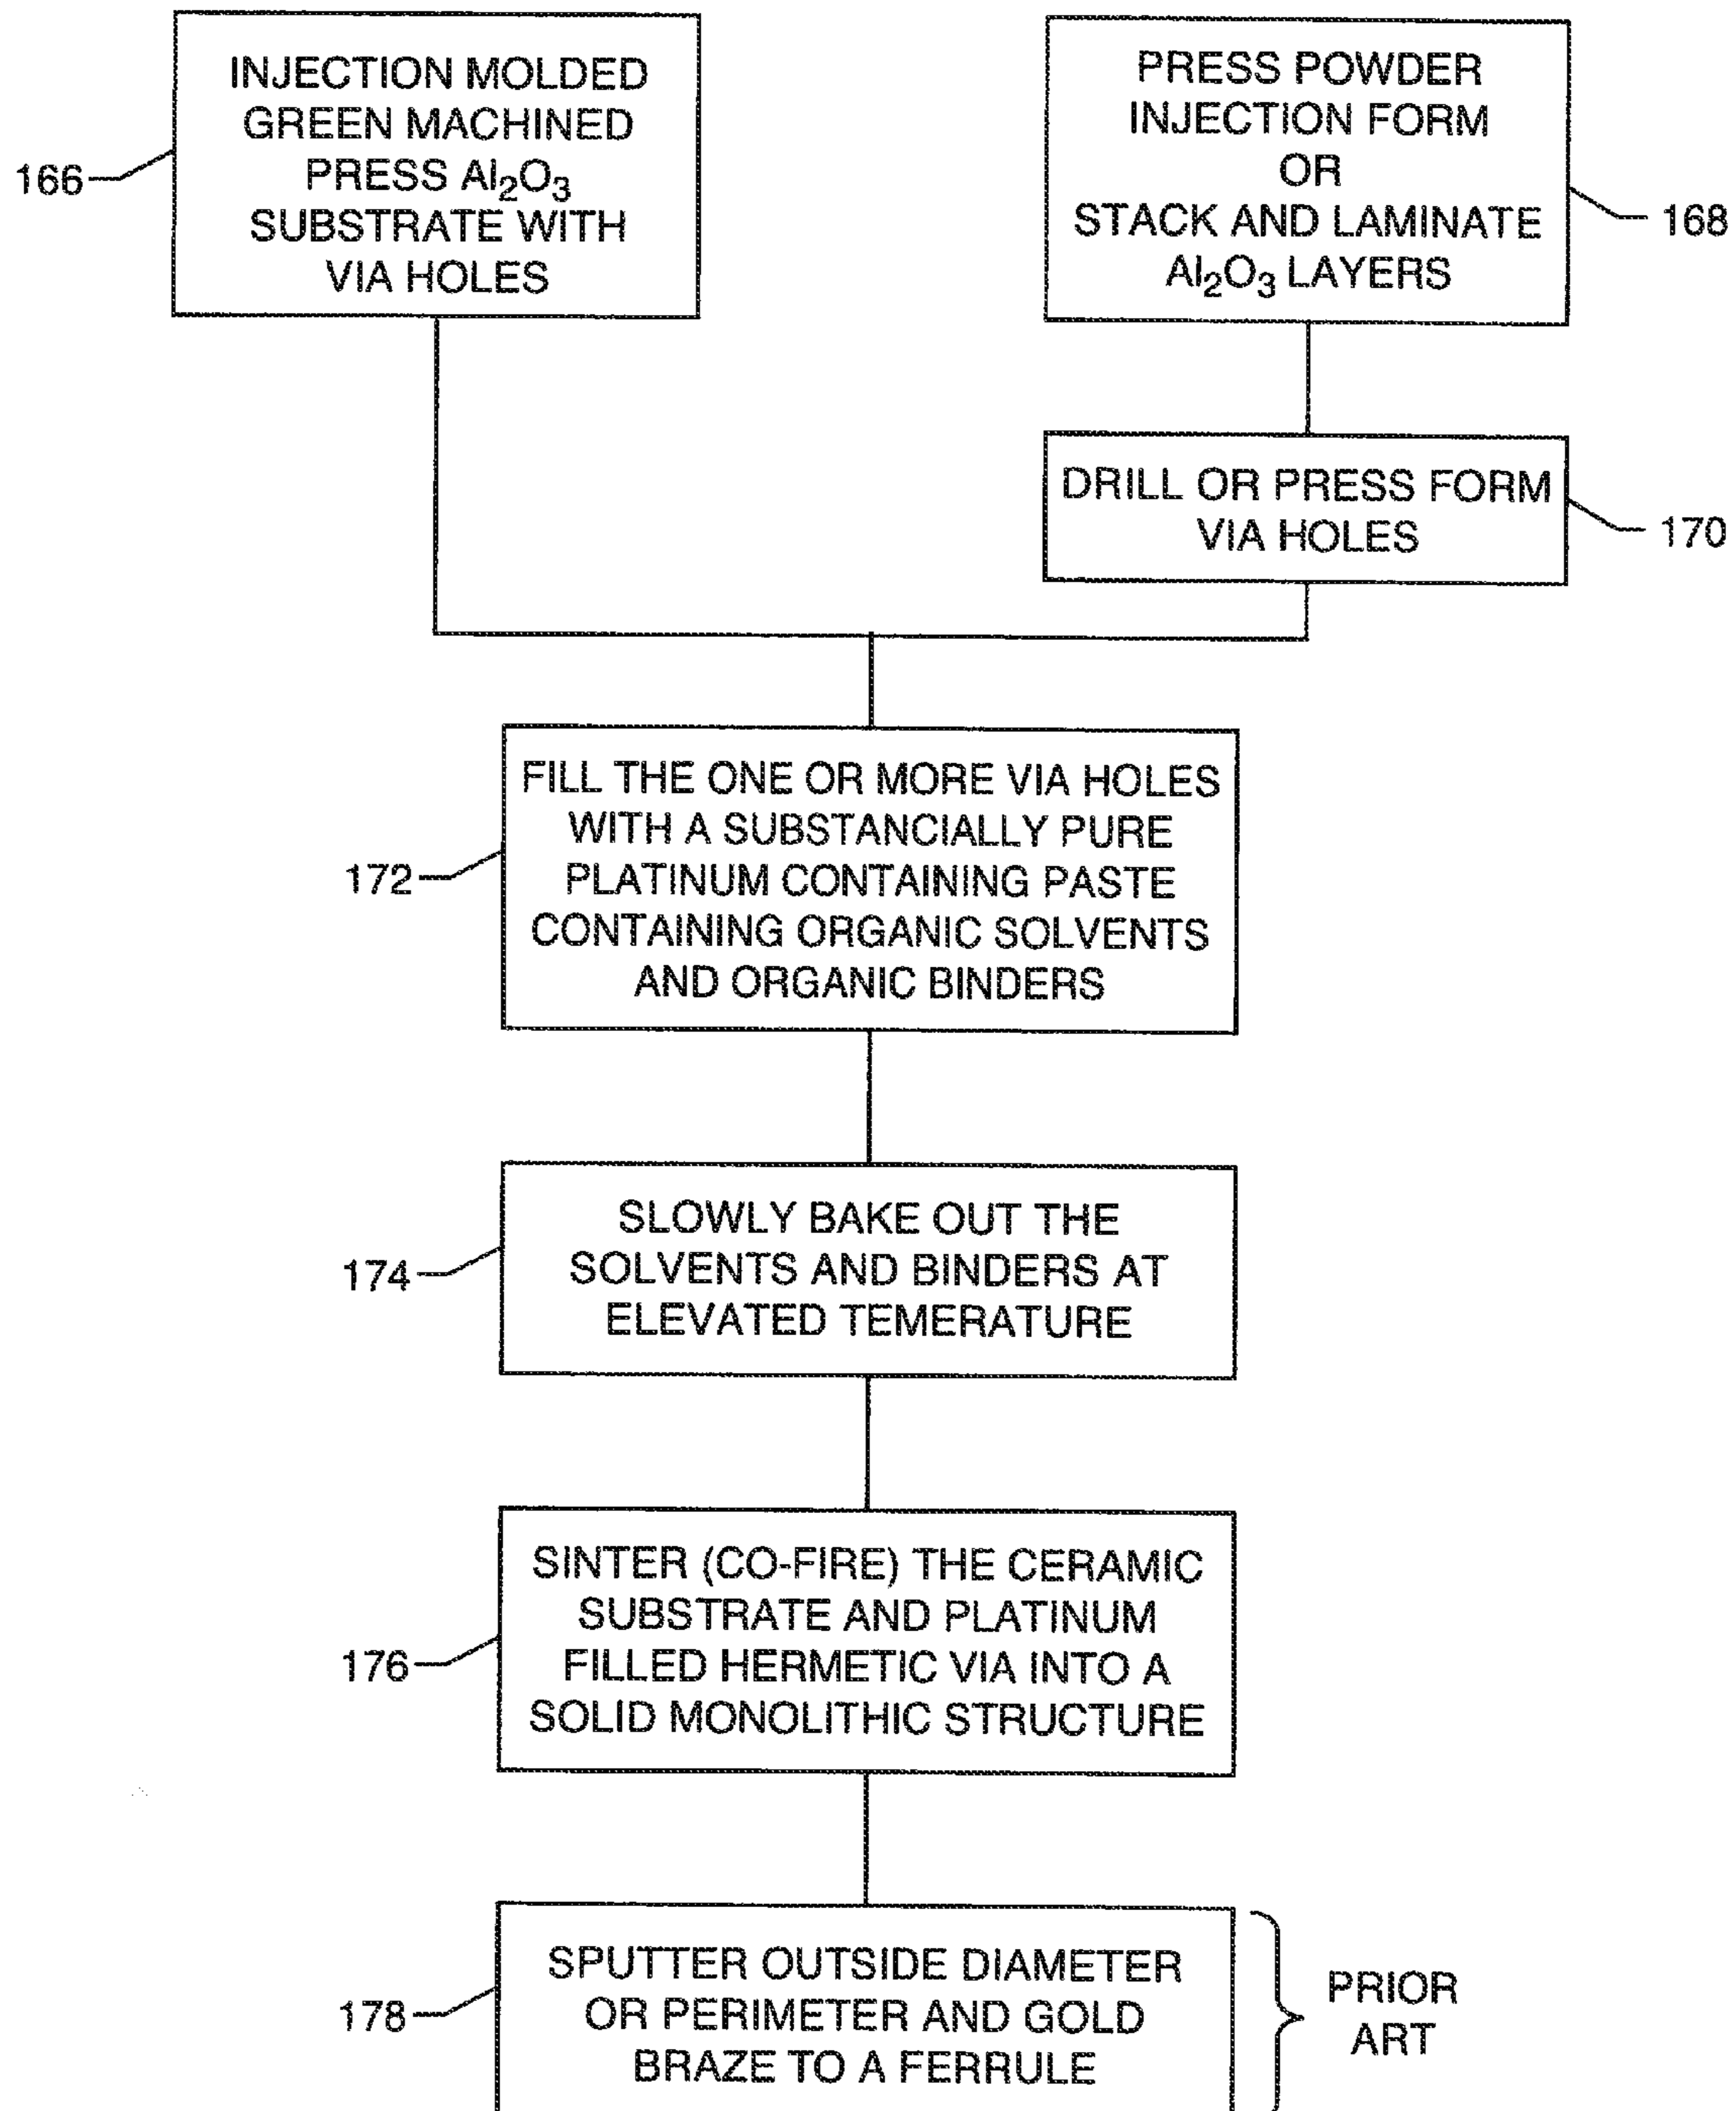 INJECTION MOLDED
GREEN MACHINED
PRESS Al₂O₃
SUBSTRATE WITH
VIA HOLES
166
PRESS POWDER
INJECTION FORM
OR
STACK AND LAMINATE
Al₂O₃ LAYERS
168
DRILL OR PRESS FORM
VIA HOLES
170
FILL THE ONE OR MORE VIA HOLES
WITH A SUBSTANCIALLY PURE
PLATINUM CONTAINING PASTE
CONTAINING ORGANIC SOLVENTS
AND ORGANIC BINDERS
172
SLOWLY BAKE OUT THE
SOLVENTS AND BINDERS AT
ELEVATED TEMERATURE
174
SINTER (CO-FIRE) THE CERAMIC
SUBSTRATE AND PLATINUM
FILLED HERMETIC VIA INTO A
SOLID MONOLITHIC STRUCTURE
176
SPUTTER OUTSIDE DIAMETER
OR PERIMETER AND GOLD
BRAZE TO A FERRULE
178
PRIOR
ART